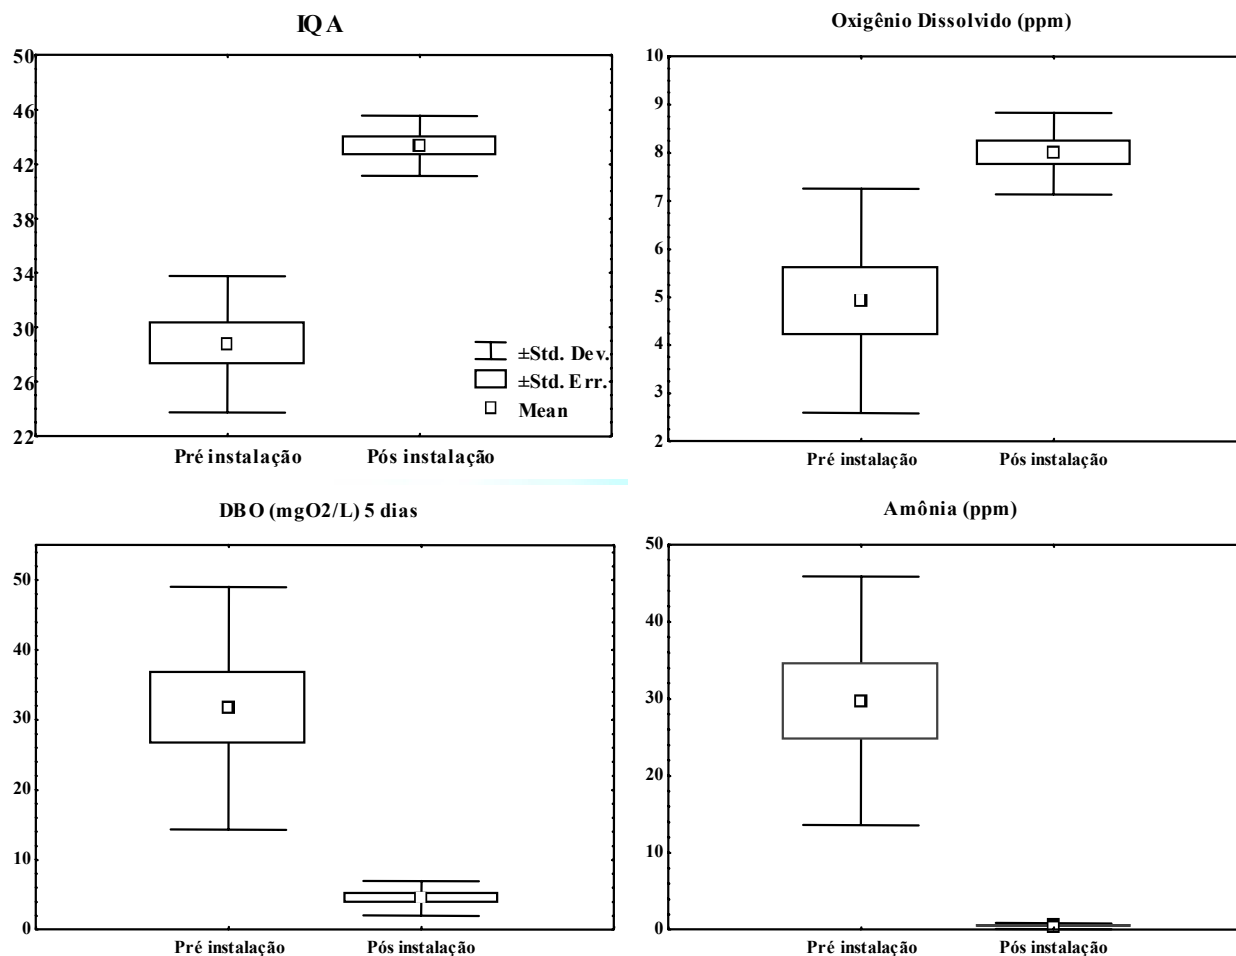 IQA
50
46
42
38
34
30
26
22
Pré instalação
Pós instalação
±Std. Dev.
±Std. Err.
Mean
Oxigênio Dissolvido (ppm)
10
9
8
7
6
5
4
3
2
Pré instalação
Pós instalação
DBO (mgO2/L) 5 dias
50
40
30
20
10
0
Pré instalação
Pós instalação
Amônia (ppm)
50
40
30
20
10
0
Pré instalação
Pós instalação